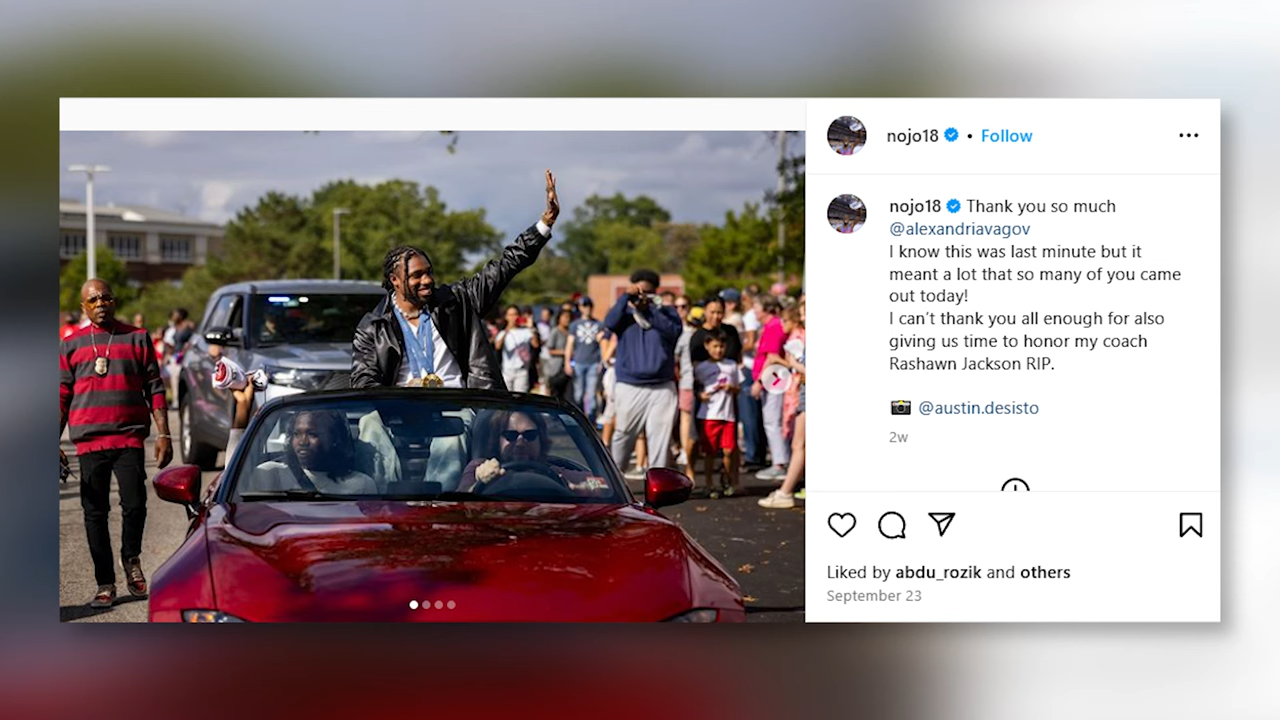 nojo18 • Follow
nojo18 Thank you so much
@alexandriavagov
I know this was last minute but it
meant a lot that so many of you came
out today!
I can't thank you all enough for also
giving us time to honor my coach
Rashawn Jackson RIP.
@austin.desisto
2w
Liked by abdu_rozik and others
September 23